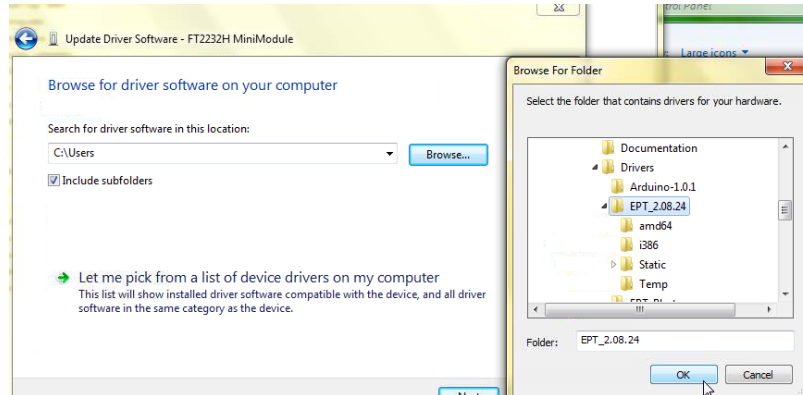 trol Panel
Update Driver Software - FT2232H MiniModule
Large icons
Browse for driver software on your computer
Search for driver software in this location:
C:\Users
Browse...
Include subfolders
Let me pick from a list of device drivers on my computer
This list will show installed driver software compatible with the device, and all driver
software in the same category as the device.
Browse For Folder
Select the folder that contains drivers for your hardware.
Documentation
Drivers
Arduino-1.0.1
EPT_2.08.24
amd64
i386
Static
Temp
Folder:
EPT_2.08.24
OK
Cancel